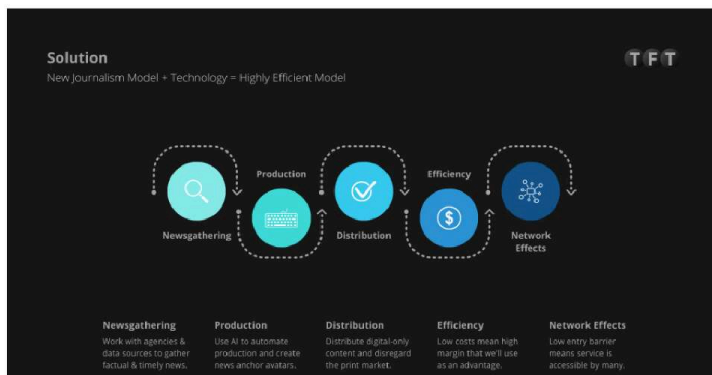 Solution
TFT
New Journalism Model + Technology = Highly Efficient Model
Production
Efficiency
Newsgathering
Distribution
Network
Effects
$
Newsgathering
Work with agencies &
data sources to gather
factual & timely news.
Production
Use AI to automate
production and create
news anchor avatars.
Distribution
Distribute digital-only
content and disregard
the print market.
Efficiency
Low costs mean high
margin that we'll use
as an advantage.
Network Effects
Low entry barrier
means service is
accessible by many.